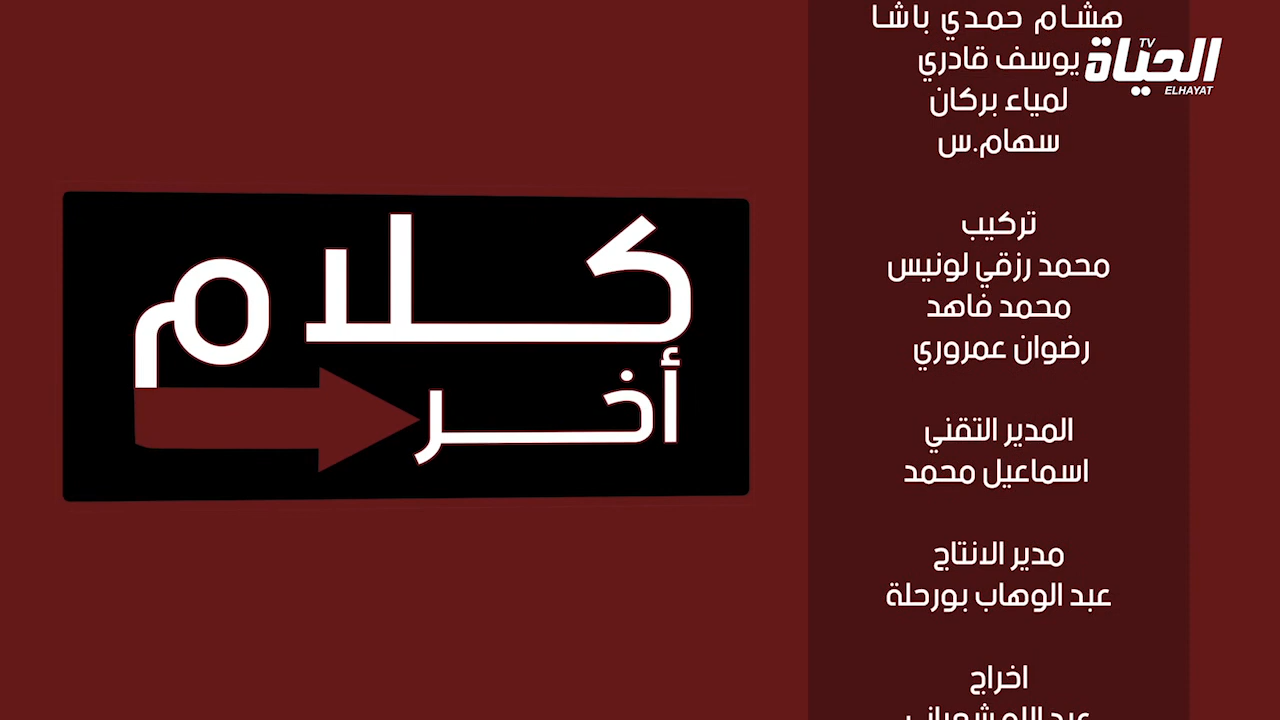 هشام حمدي باشا
يوسف قادري
لمياء بركان
سهام.س
تركيب
محمد رزقي لونيس
محمد فاهد
رضوان عمروري
المدير التقني
اسماعيل محمد
مدير الانتاج
عبد الوهاب بورحلة
اخراج
الحياة
TV
ELHAYAT
كلام
أخر